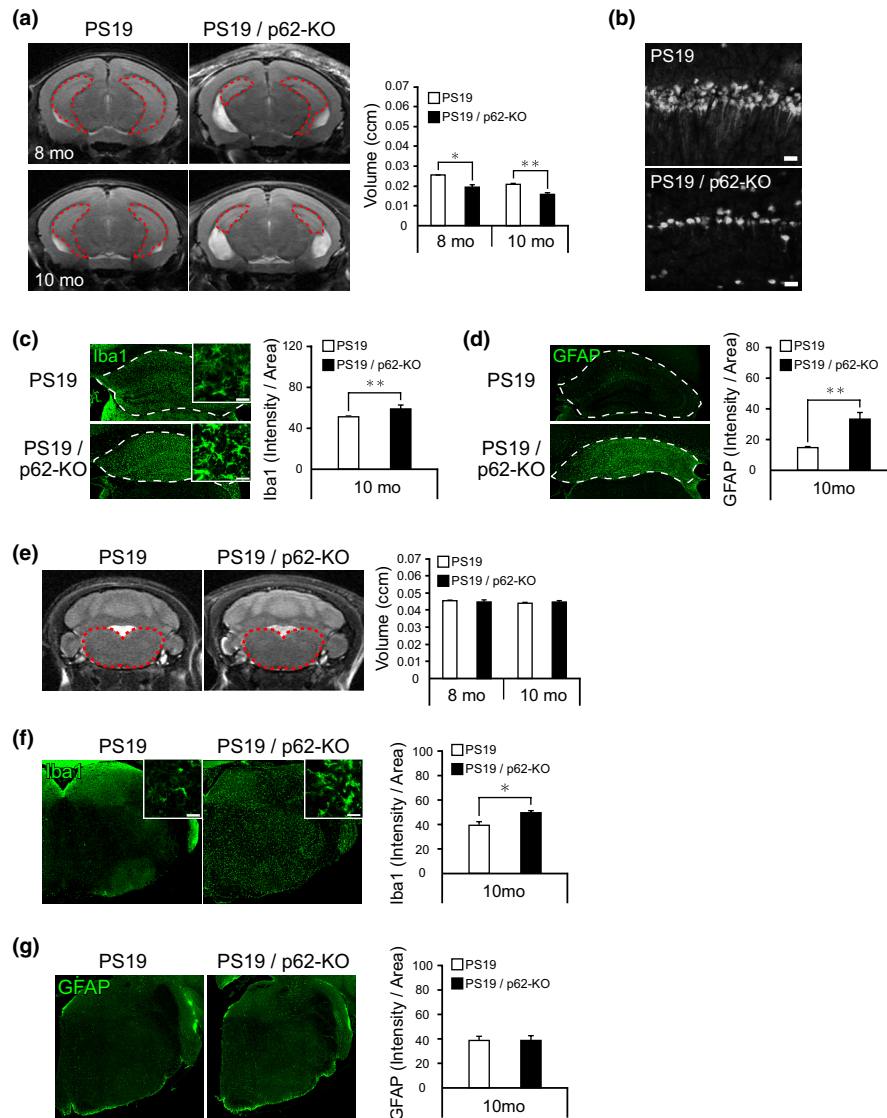 (a)
PS19
PS19 / p62-KO
8 mo
10 mo
Volume (ccm)
0.07
0.06
0.05
0.04
0.03
0.02
0.01
0
PS19
PS19 / p62-KO
*
**
8 mo
10 mo
(b)
PS19
PS19 / p62-KO
(c)
PS19
PS19 /
p62-KO
Iba1
Iba1 (Intensity / Area)
120
80
40
0
PS19
PS19 / p62-KO
**
10 mo
(d)
PS19
PS19 /
p62-KO
GFAP
GFAP (Intensity / Area)
80
60
40
20
0
PS19
PS19 / p62-KO
**
10mo
(e)
PS19
PS19 / p62-KO
Volume (ccm)
0.07
0.06
0.05
0.04
0.03
0.02
0.01
0
PS19
PS19 / p62-KO
8 mo
10 mo
(f)
PS19
PS19 / p62-KO
Iba1
Iba1 (Intensity / Area)
100
80
60
40
20
0
PS19
PS19 / p62-KO
*
10mo
(g)
PS19
PS19 / p62-KO
GFAP
GFAP (Intensity / Area)
100
80
60
40
20
0
PS19
PS19 / p62-KO
10mo